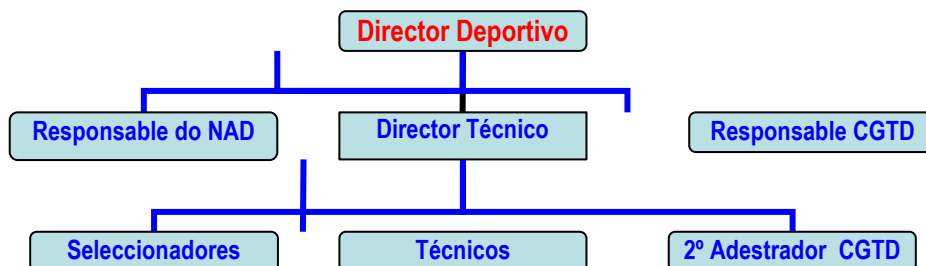 Director Deportivo
Responsable do NAD
Director Técnico
Responsable CGTD
Seleccionadores
Técnicos
2º Adestrador CGTD